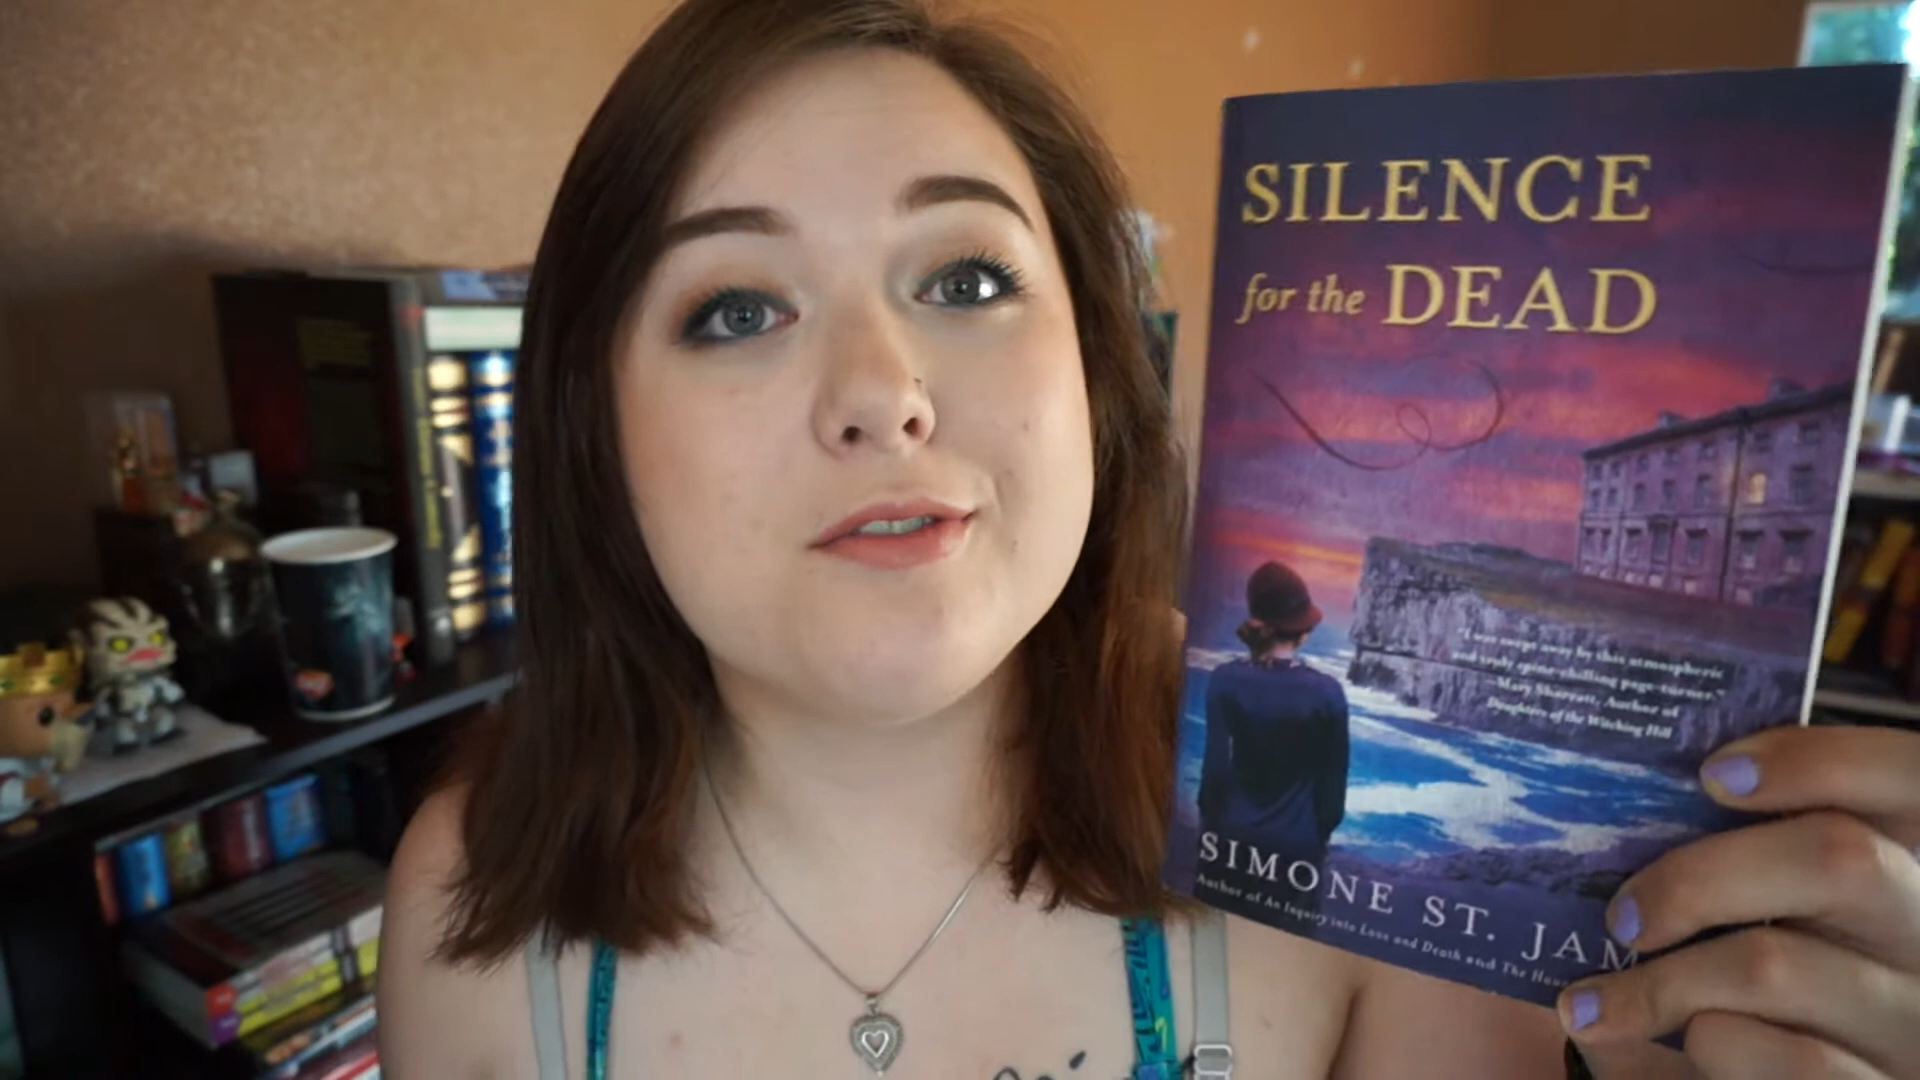 SILENCE
for the DEAD
"I was swept away by this atmospheric
and truly spine-chilling page-turner."
—Mary Sharratt, Author of
Daughters of the Witching Hill
SIMONE ST. JAM
Author of An Inquiry into Love and Death and The Haun